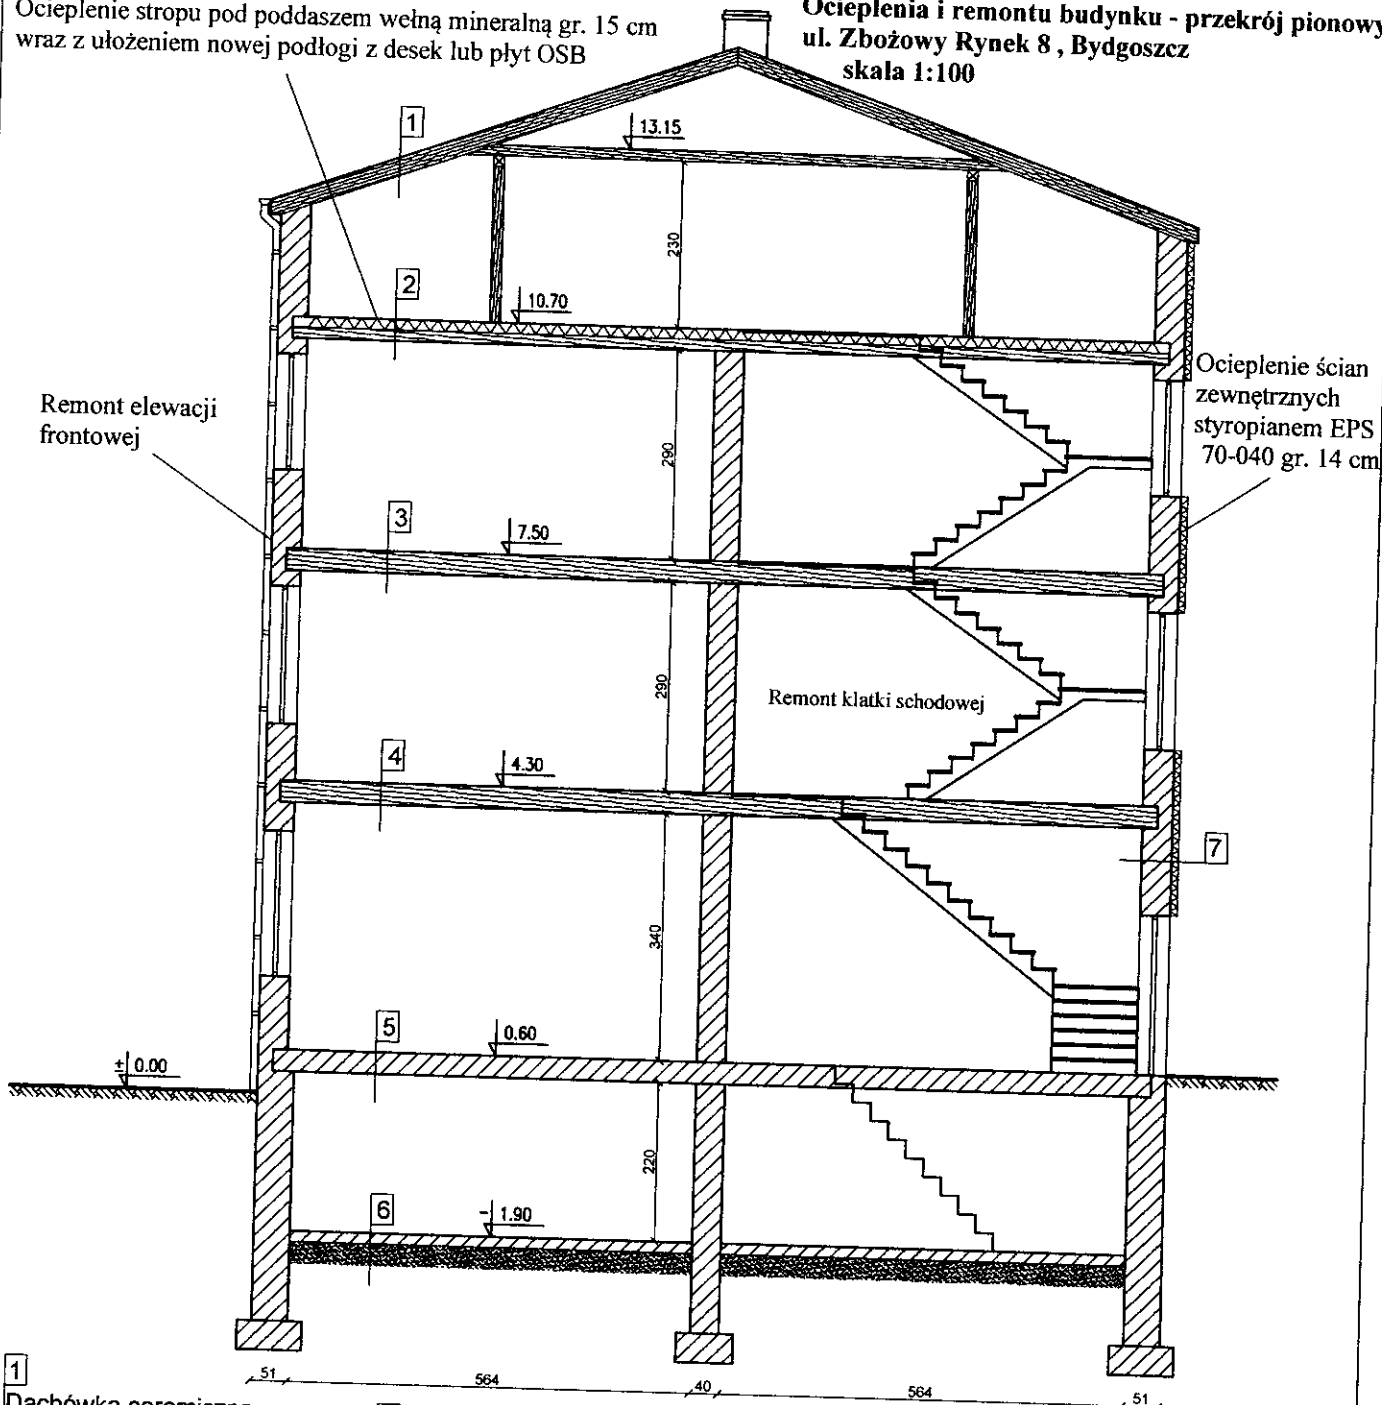 Ocieplenie stropu pod poddaszem wełną mineralną gr. 15 cm
wraz z ułożeniem nowej podłogi z desek lub płyt OSB
Ocieplenia i remontu budynku - przekrój pionowy
ul. Zbożowy Rynek 8 , Bydgoszcz
skala 1:100
1
13.15
230
2
10.70
Ocieplenie ścian
zewnętrznych
styropianem EPS
70-040 gr. 14 cm
Remont elewacji
frontowej
290
3
7.50
290
Remont klatki schodowej
4
4.30
7
340
5
0.60
± 0.00
220
6
- 1.90
51
564
40
564
51
1
Dachówka ceramiczna